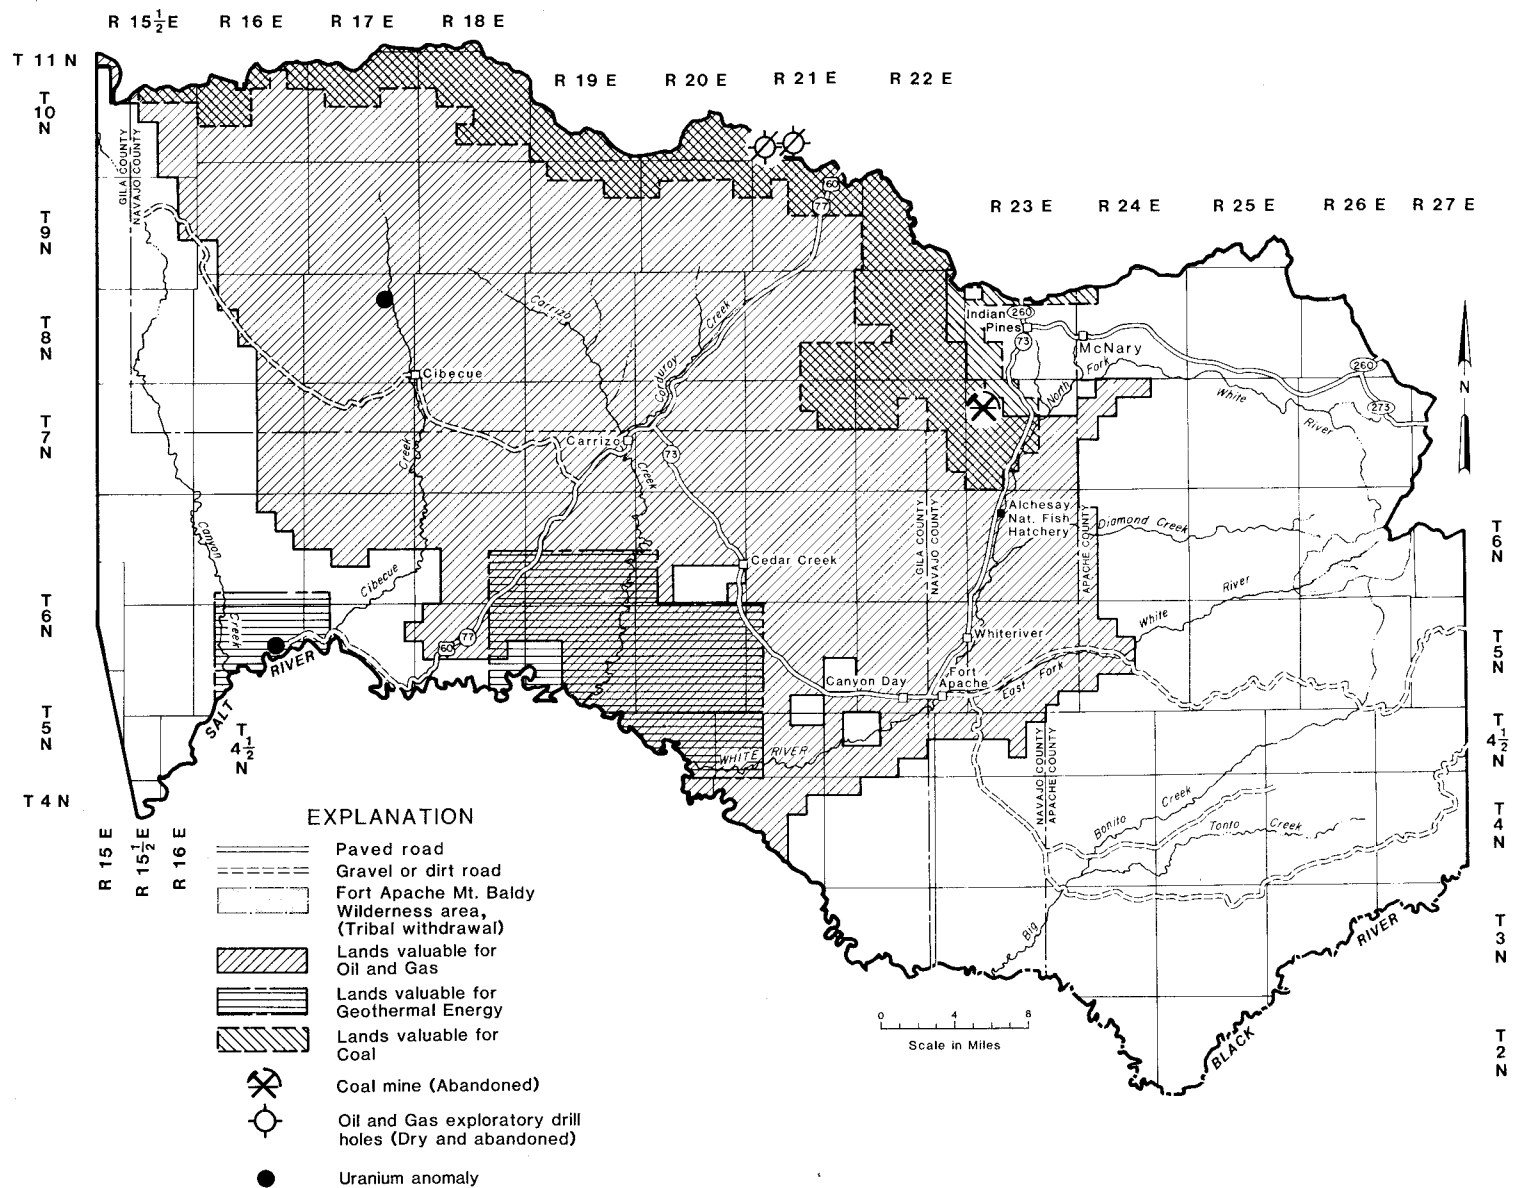 R 15½E R 16 E R 17 E R 18 E
T 11 N
R 19 E R 20 E R 21 E R 22 E
T
10
N
GILA COUNTY
NAVAJO COUNTY
60
77
R 23 E R 24 E R 25 E R 26 E R 27 E
T
9
N
Carrizo
Creek
Corduroy
Indian
Pines
260
73
McNary
T
8
N
North Fork
White
River
260
273
Cibecue
T
7
N
Creek
Carrizo
Creek
73
Alchesay
Nat. Fish
Hatchery
Diamond Creek
GILA COUNTY
NAVAJO COUNTY
APACHE COUNTY
T
6
N
Canyon
Creek
Cibecue
Cedar Creek
White River
T
6
N
RIVER
SALT
60
77
Whiteriver
Fort
Apache
East Fork
Canyon Day
T
5
N
T
5
N
T
4½
N
WHITE RIVER
NAVAJO COUNTY
APACHE COUNTY
T
4½
N
T 4 N
R 15 E
R 15½E
R 16 E
Bonito Creek
Tonto Creek
T
4
N
Big
BLACK RIVER
T
3
N
T
2
N
N
0 4 8
Scale in Miles
EXPLANATION
Paved road
Gravel or dirt road
Fort Apache Mt. Baldy
Wilderness area,
(Tribal withdrawal)
Lands valuable for
Oil and Gas
Lands valuable for
Geothermal Energy
Lands valuable for
Coal
Coal mine (Abandoned)
Oil and Gas exploratory drill
holes (Dry and abandoned)
Uranium anomaly